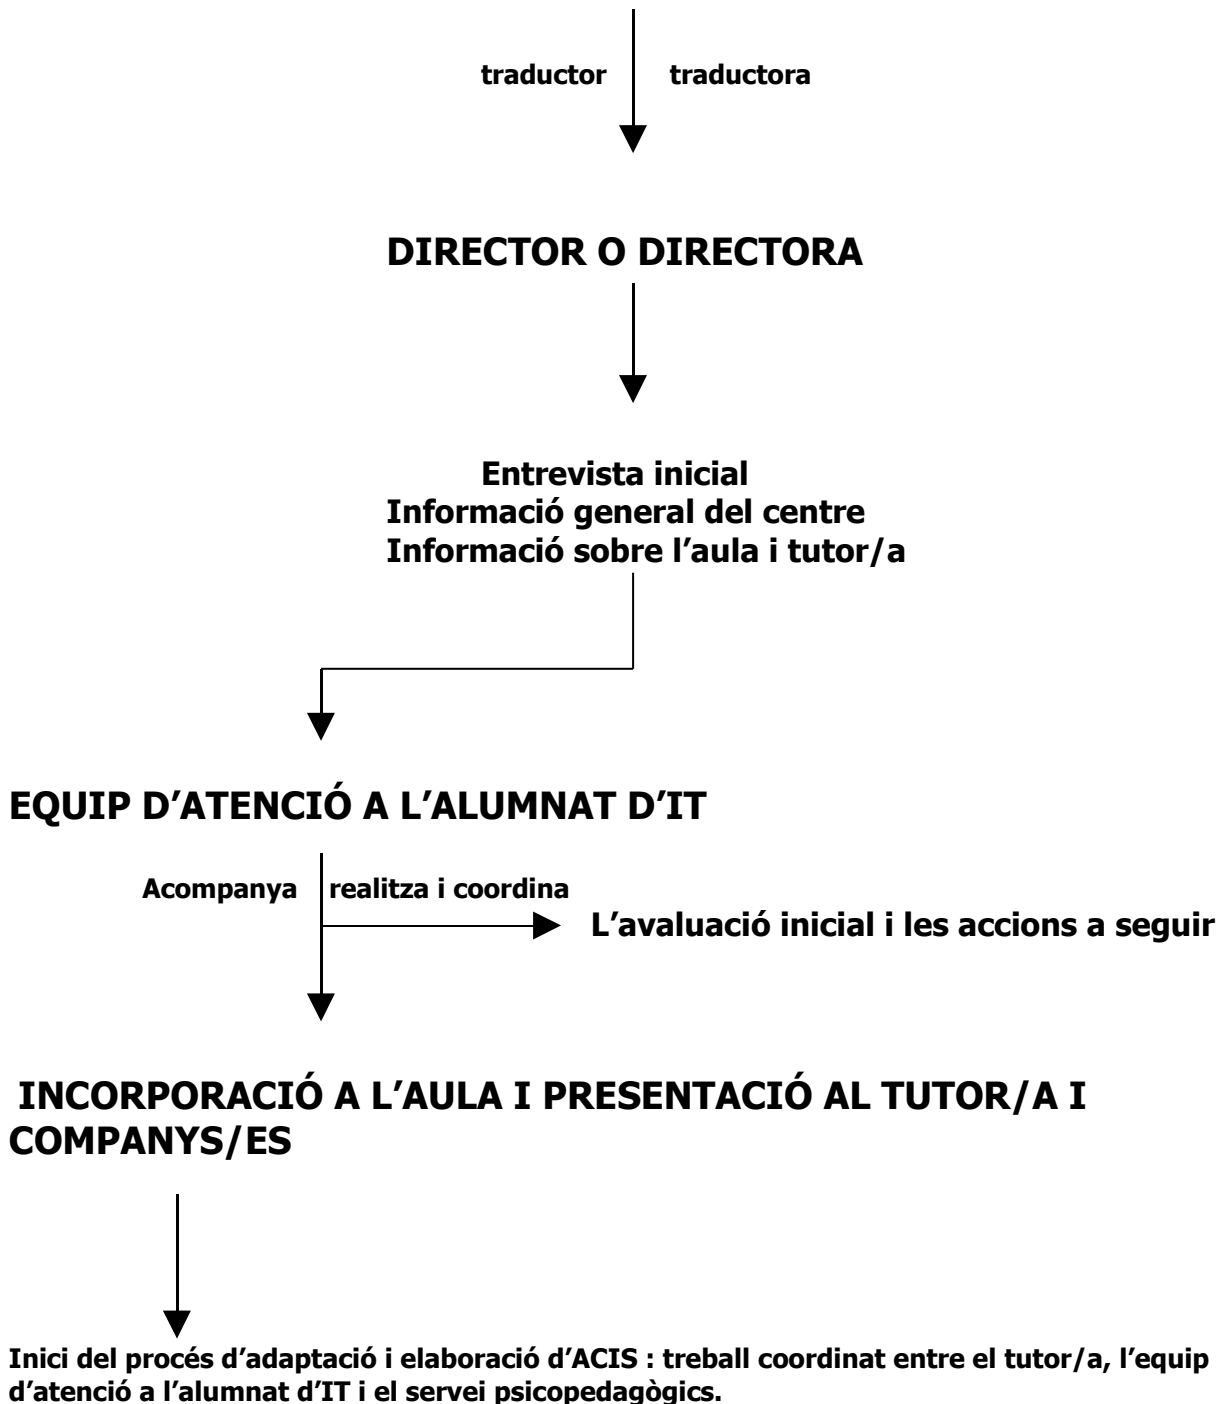 traductor traductora
DIRECTOR O DIRECTORA
Entrevista inicial
Informació general del centre
Informació sobre l’aula i tutor/a
EQUIP D’ATENCIÓ A L’ALUMNAT D’IT
Acompanya realitza i coordina
L’avaluació inicial i les accions a seguir
INCORPORACIÓ A L’AULA I PRESENTACIÓ AL TUTOR/A I
COMPANYS/ES
Inici del procés d’adaptació i elaboració d’ACIS : treball coordinat entre el tutor/a, l’equip
d’atenció a l’alumnat d’IT i el servei psicopedagògics.